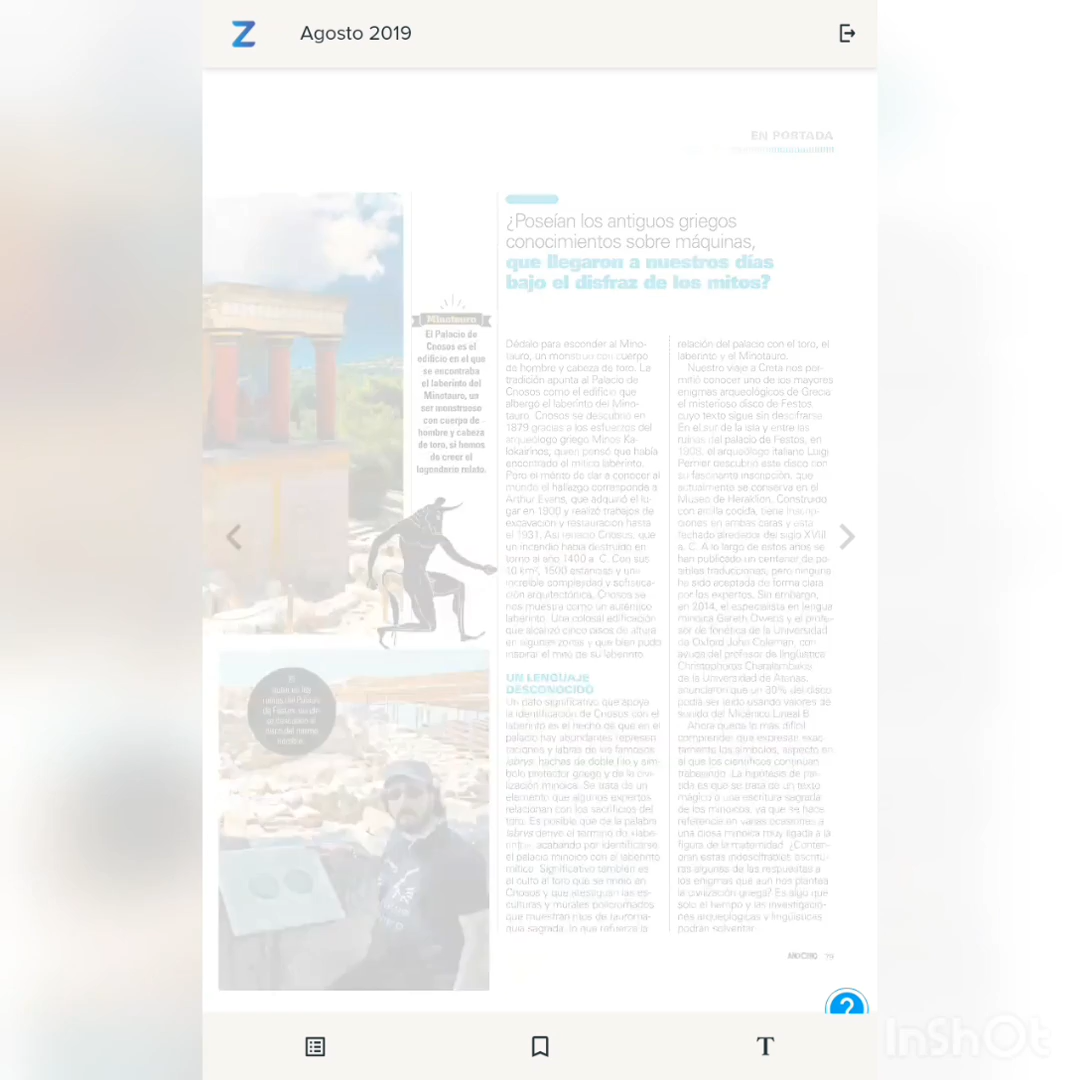 Z
Agosto 2019
EN PORTADA
¿Poseían los antiguos griegos
conocimientos sobre máquinas,
que llegaron a nuestros días
bajo el disfraz de los mitos?
Minotauro
El Palacio de
Cnosos es el
edificio en el que
se encontraba
el laberinto del
Minotauro, un
ser monstruoso
con cuerpo de
hombre y cabeza
de toro, si hemos
de creer el
legendario relato.
Dédalo para esconder al Mino-
tauro, un monstruo con cuerpo
de hombre y cabeza de toro. La
tradición apunta al Palacio de
Cnosos como el edificio que
albergó el laberinto del Mino-
tauro. Cnosos se descubrió en
1879 gracias a los esfuerzos del
arqueólogo griego Minos Ka-
lokairinos, quien pensó que había
encontrado el mítico laberinto.
Pero el mérito de dar a conocer al
mundo el hallazgo corresponde a
Arthur Evans, que adquirió el lu-
gar en 1900 y realizó trabajos de
excavación y restauración hasta
el 1931. Así renació Cnosos, que
un incendio había destruido en
torno al año 1400 a. C. Con sus
10 km², 1500 estancias y una
increíble complejidad y sofistica-
ción arquitectónica, Cnosos se
nos muestra como un auténtico
laberinto. Una colosal edificación
que alcanzó cinco pisos de altura
en algunas zonas y que bien pudo
inspirar el mito de su laberinto.
UN LENGUAJE
DESCONOCIDO
Un dato significativo que apoya
la identificación de Cnosos con el
laberinto es el hecho de que en el
palacio hay abundantes represen-
taciones y labras de las famosas
labrys: hachas de doble filo y sím-
bolo protector griego y de la civi-
lización minoica. Se trata de un
elemento que algunos expertos
relacionan con los sacrificios del
toro. Es posible que de la palabra
labrys derive el término de «labe-
rinto», acabando por identificarse
el palacio minoico con el laberinto
mítico. Significativo también es
el culto al toro que se rindió en
Cnosos y que atestiguan las es-
culturas y murales policromados
que muestran ritos de tauroma-
quia sagrada, lo que refuerza la
relación del palacio con el toro, el
laberinto y el Minotauro.
Nuestro viaje a Creta nos per-
mitió conocer uno de los mayores
enigmas arqueológicos de Grecia:
el misterioso disco de Festos,
cuyo texto sigue sin descifrarse.
En el sur de la isla y entre las
ruinas del palacio de Festos, en
1908, el arqueólogo italiano Luigi
Pernier descubrió este disco con
su fascinante inscripción, que
actualmente se conserva en el
Museo de Heraklion. Construido
con arcilla cocida, tiene inscrip-
ciones en ambas caras y está
fechado alrededor del siglo XVIII
a. C. A lo largo de estos años se
han publicado un centenar de po-
sibles traducciones, pero ninguna
ha sido aceptada de forma clara
por los expertos. Sin embargo,
en 2014, el especialista en lengua
minoica Gareth Owens y el profe-
sor de fonética de la Universidad
de Oxford John Coleman, con
ayuda del profesor de lingüística
de la Universidad de Atenas,
anunciaron que un 80% del disco
podía ser leído usando valores de
sonido del Micénico Lineal B.
Ahora queda lo más difícil:
comprender qué expresan exac-
tamente los símbolos, aspecto en
el que los científicos continúan
trabajando. La hipótesis de par-
tida es que se trata de un texto
mágico o una escritura sagrada
de los minoicos, ya que se hace
referencia en varias ocasiones a
una diosa minoica muy ligada a la
figura de la maternidad. ¿Conten-
drán estas indescifrables escritu-
ras algunas de las respuestas a
los enigmas que aún nos plantea
la civilización griega? Es algo que
solo el tiempo y las investigacio-
nes arqueológicas y lingüísticas
podrán solventar.
AÑO/CERO
?
T
InShOt